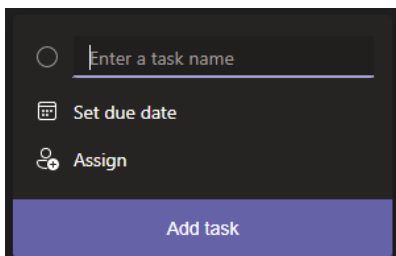 Enter a task name
Set due date
Assign
Add task